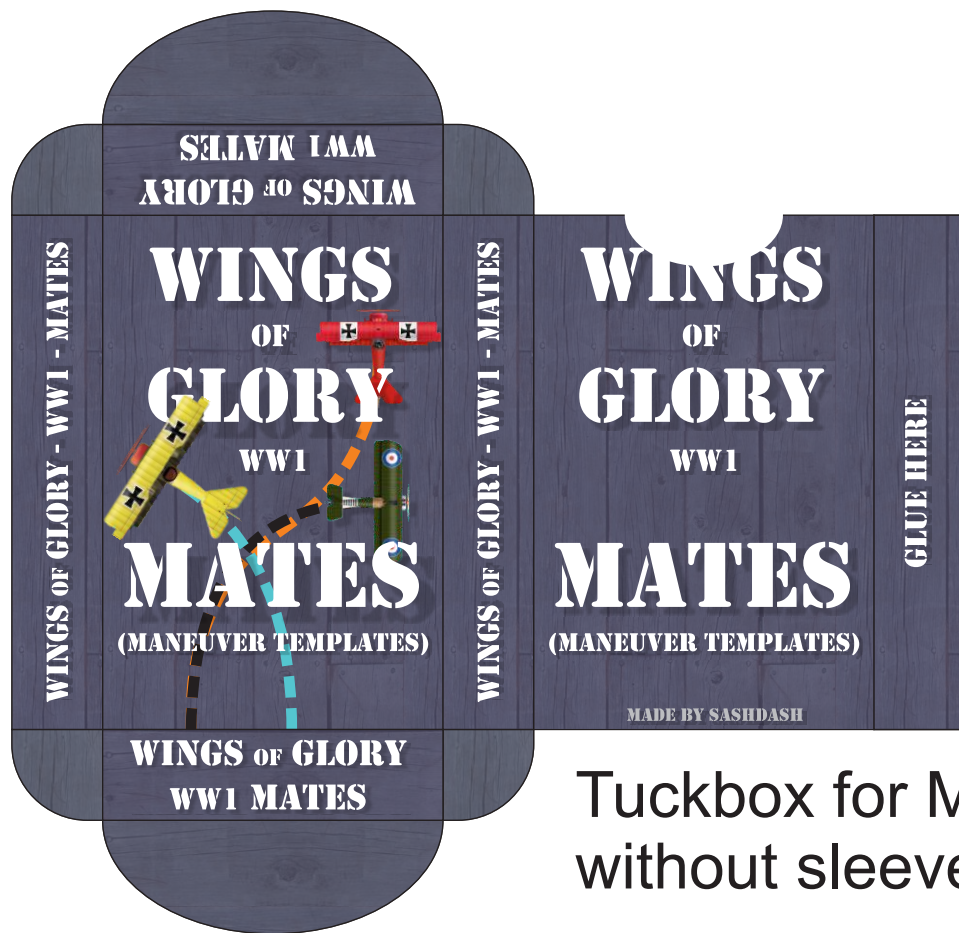 WINGS OF GLORY
WW1 MATES
WINGS OF GLORY - WW1 - MATES
WINGS
OF
GLORY
WW1
MATES
(MANEUVER TEMPLATES)
WINGS OF GLORY - WW1 - MATES
WINGS
OF
GLORY
WW1
MATES
(MANEUVER TEMPLATES)
MADE BY SASHDASH
GLUE HERE
WINGS OF GLORY
WW1 MATES
Tuckbox for M
without sleeve